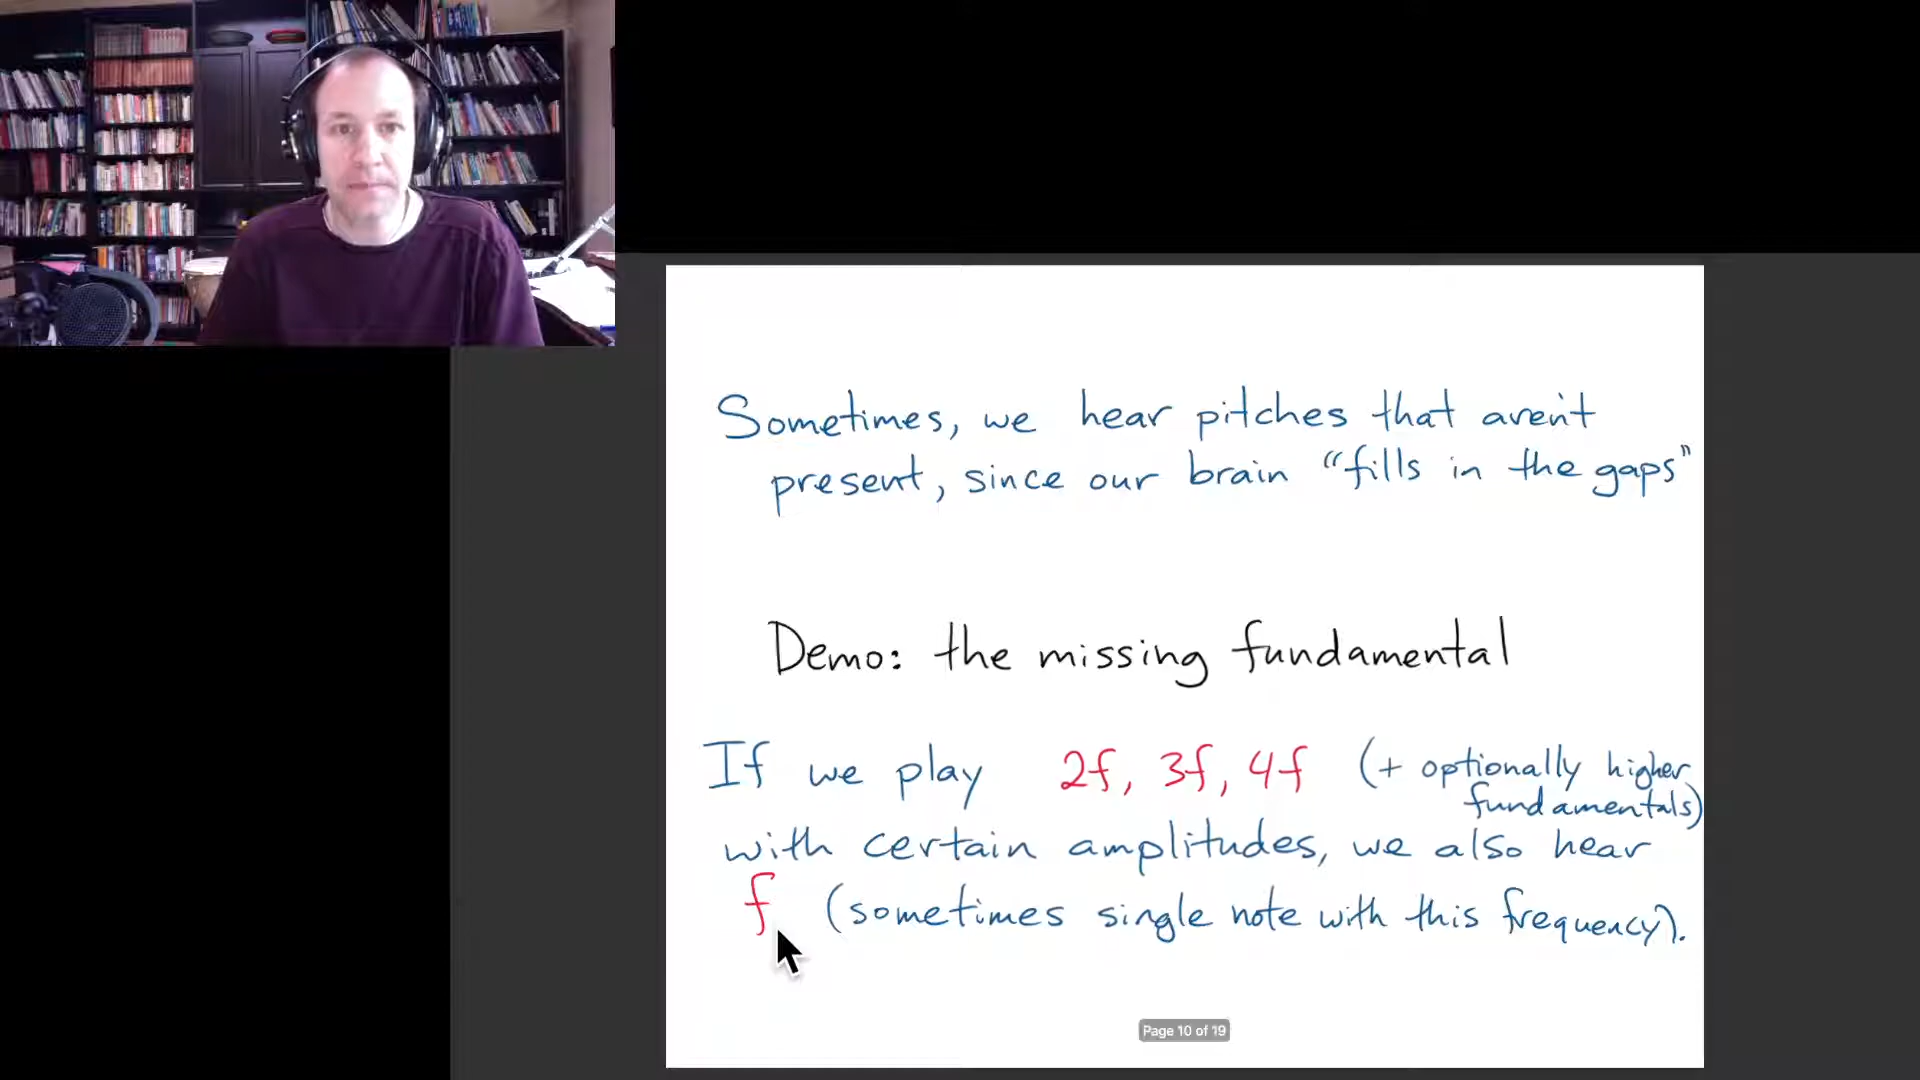 Sometimes, we hear pitches that aren't
present, since our brain "fills in the gaps"
Demo: the missing fundamental
If we play 2f, 3f, 4f (+ optionally higher
fundamentals)
with certain amplitudes, we also hear
f (sometimes single note with this frequency).
Page 10 of 19